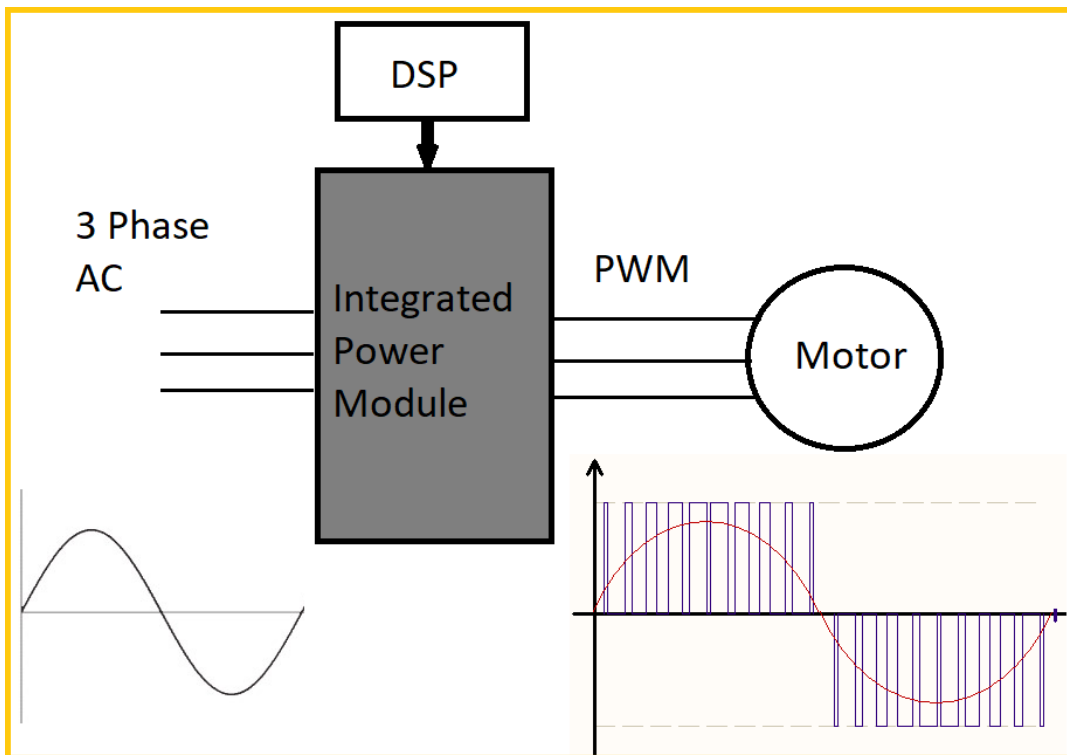 DSP
3 Phase
AC
Integrated
Power
Module
PWM
Motor